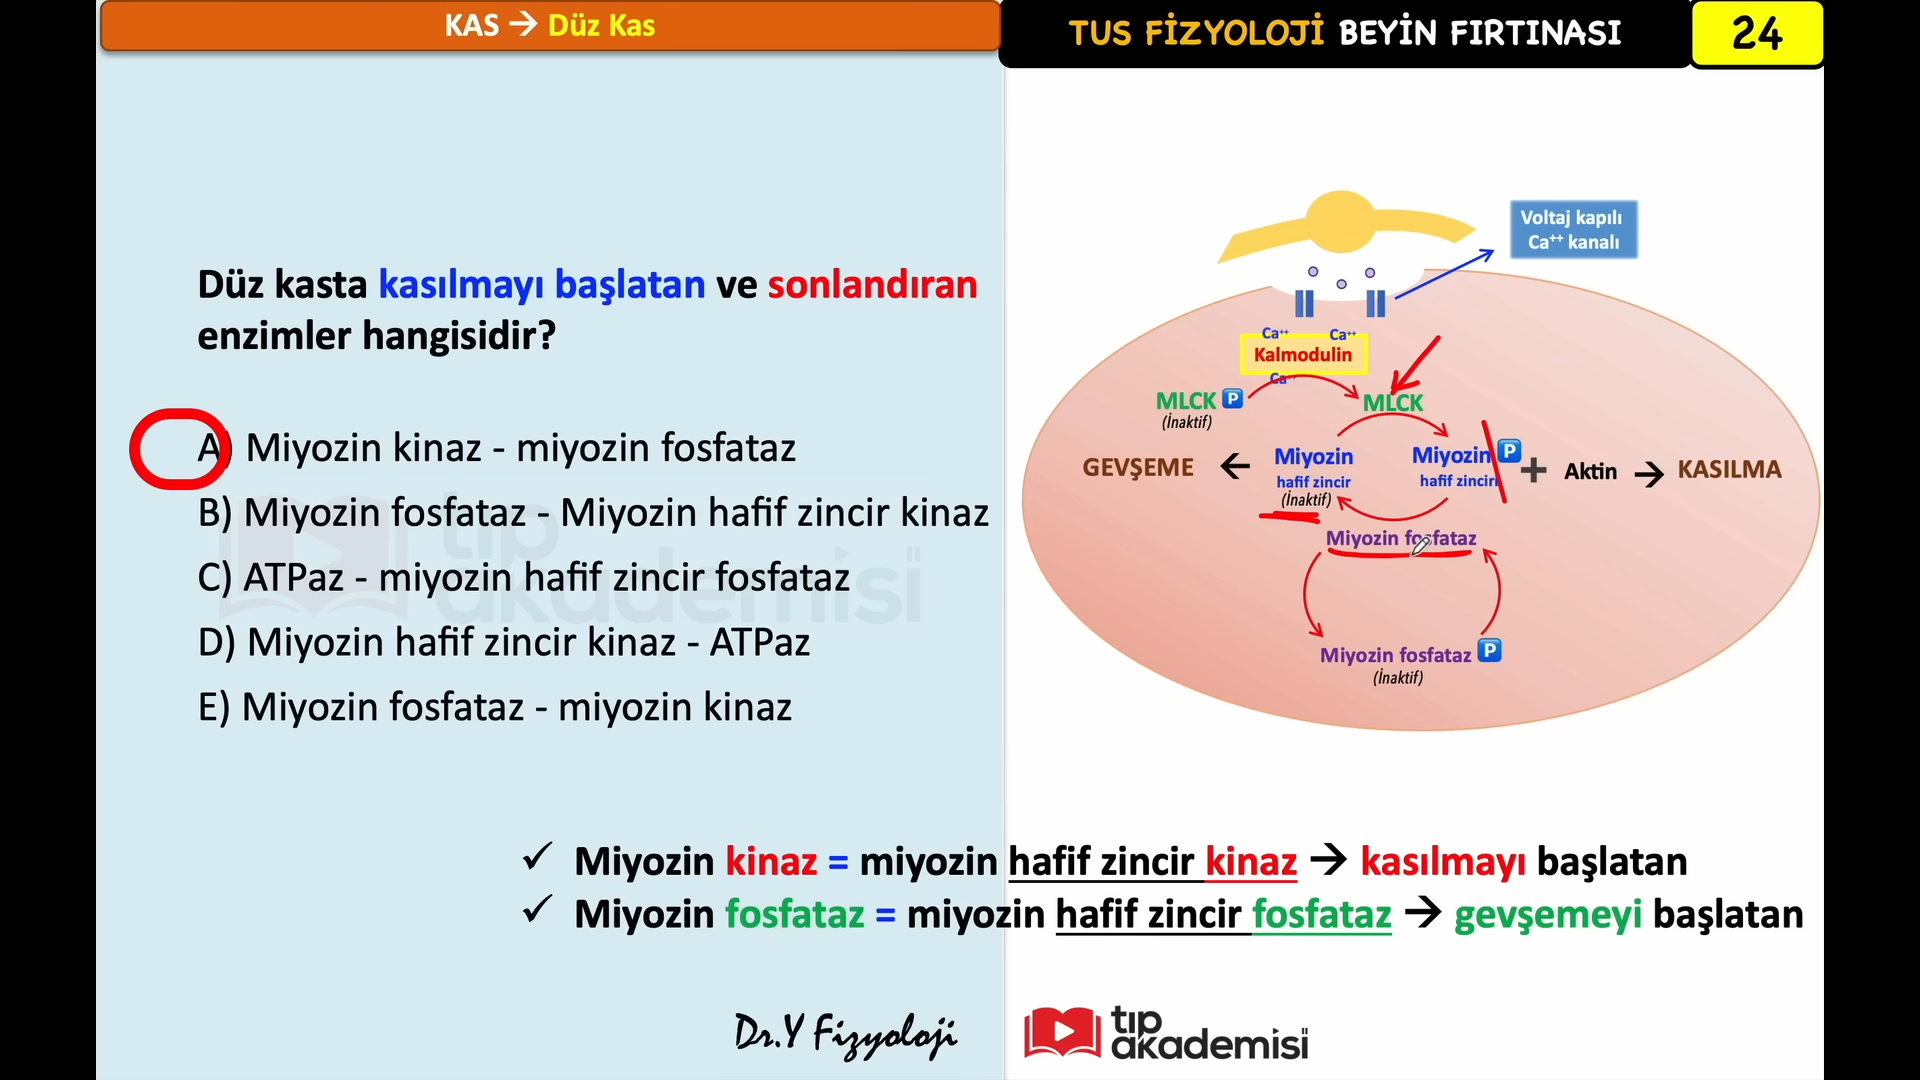 KAS → Düz Kas
TUS FİZYOLOJİ BEYİN FIRTINASI
24
Düz kasta kasılmayı başlatan ve sonlandıran
enzimler hangisidir?
A) Miyozin kinaz - miyozin fosfataz
B) Miyozin fosfataz - Miyozin hafif zincir kinaz
C) ATPaz - miyozin hafif zincir fosfataz
D) Miyozin hafif zincir kinaz - ATPaz
E) Miyozin fosfataz - miyozin kinaz
tıp
akademisi
Voltaj kapılı
Ca⁺⁺ kanalı
Ca⁺⁺ Ca⁺⁺
Kalmodulin
Ca⁺⁺
MLCK P
(İnaktif)
MLCK
GEVŞEME ← Miyozin
hafif zincir
(İnaktif)
Miyozin P
hafif zincir
+ Aktin → KASILMA
Miyozin fosfataz
Miyozin fosfataz P
(İnaktif)
✓ Miyozin kinaz = miyozin hafif zincir kinaz → kasılmayı başlatan
✓ Miyozin fosfataz = miyozin hafif zincir fosfataz → gevşemeyi başlatan
Dr.Y Fizyoloji
tıp
akademisi